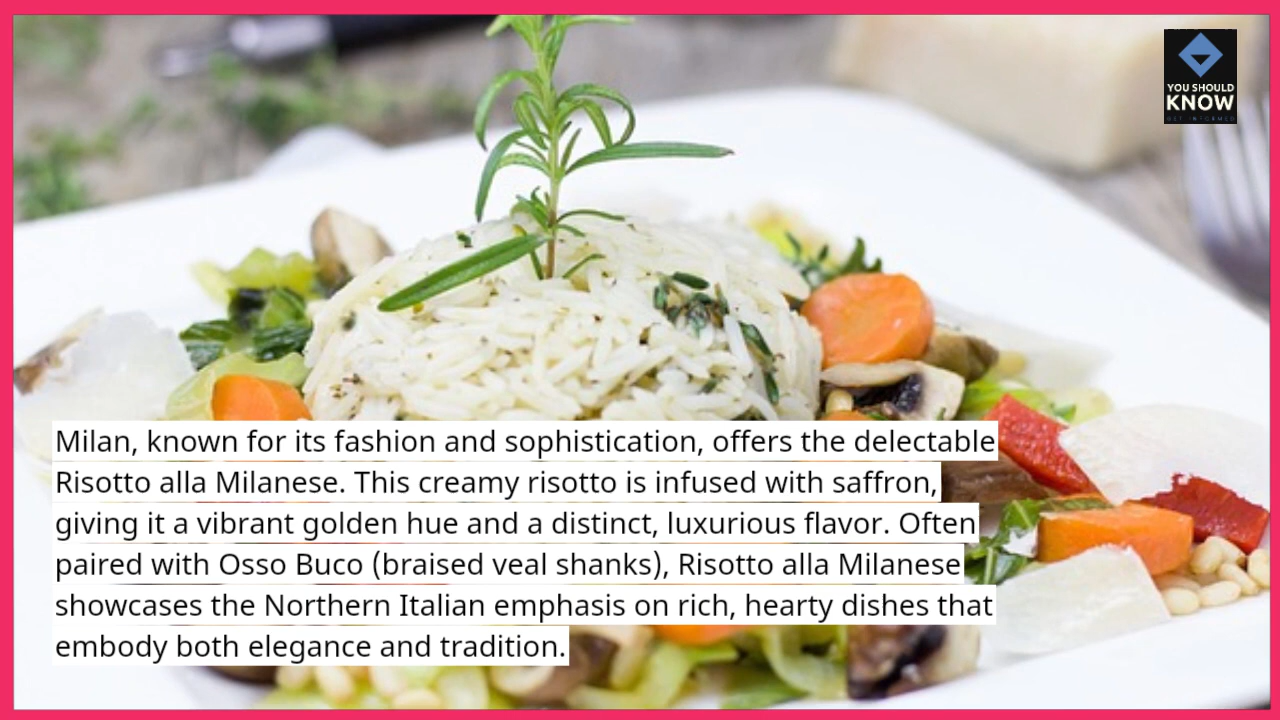 YOU SHOULD
KNOW
GET INFORMED
Milan, known for its fashion and sophistication, offers the delectable
Risotto alla Milanese. This creamy risotto is infused with saffron,
giving it a vibrant golden hue and a distinct, luxurious flavor. Often
paired with Osso Buco (braised veal shanks), Risotto alla Milanese
showcases the Northern Italian emphasis on rich, hearty dishes that
embody both elegance and tradition.